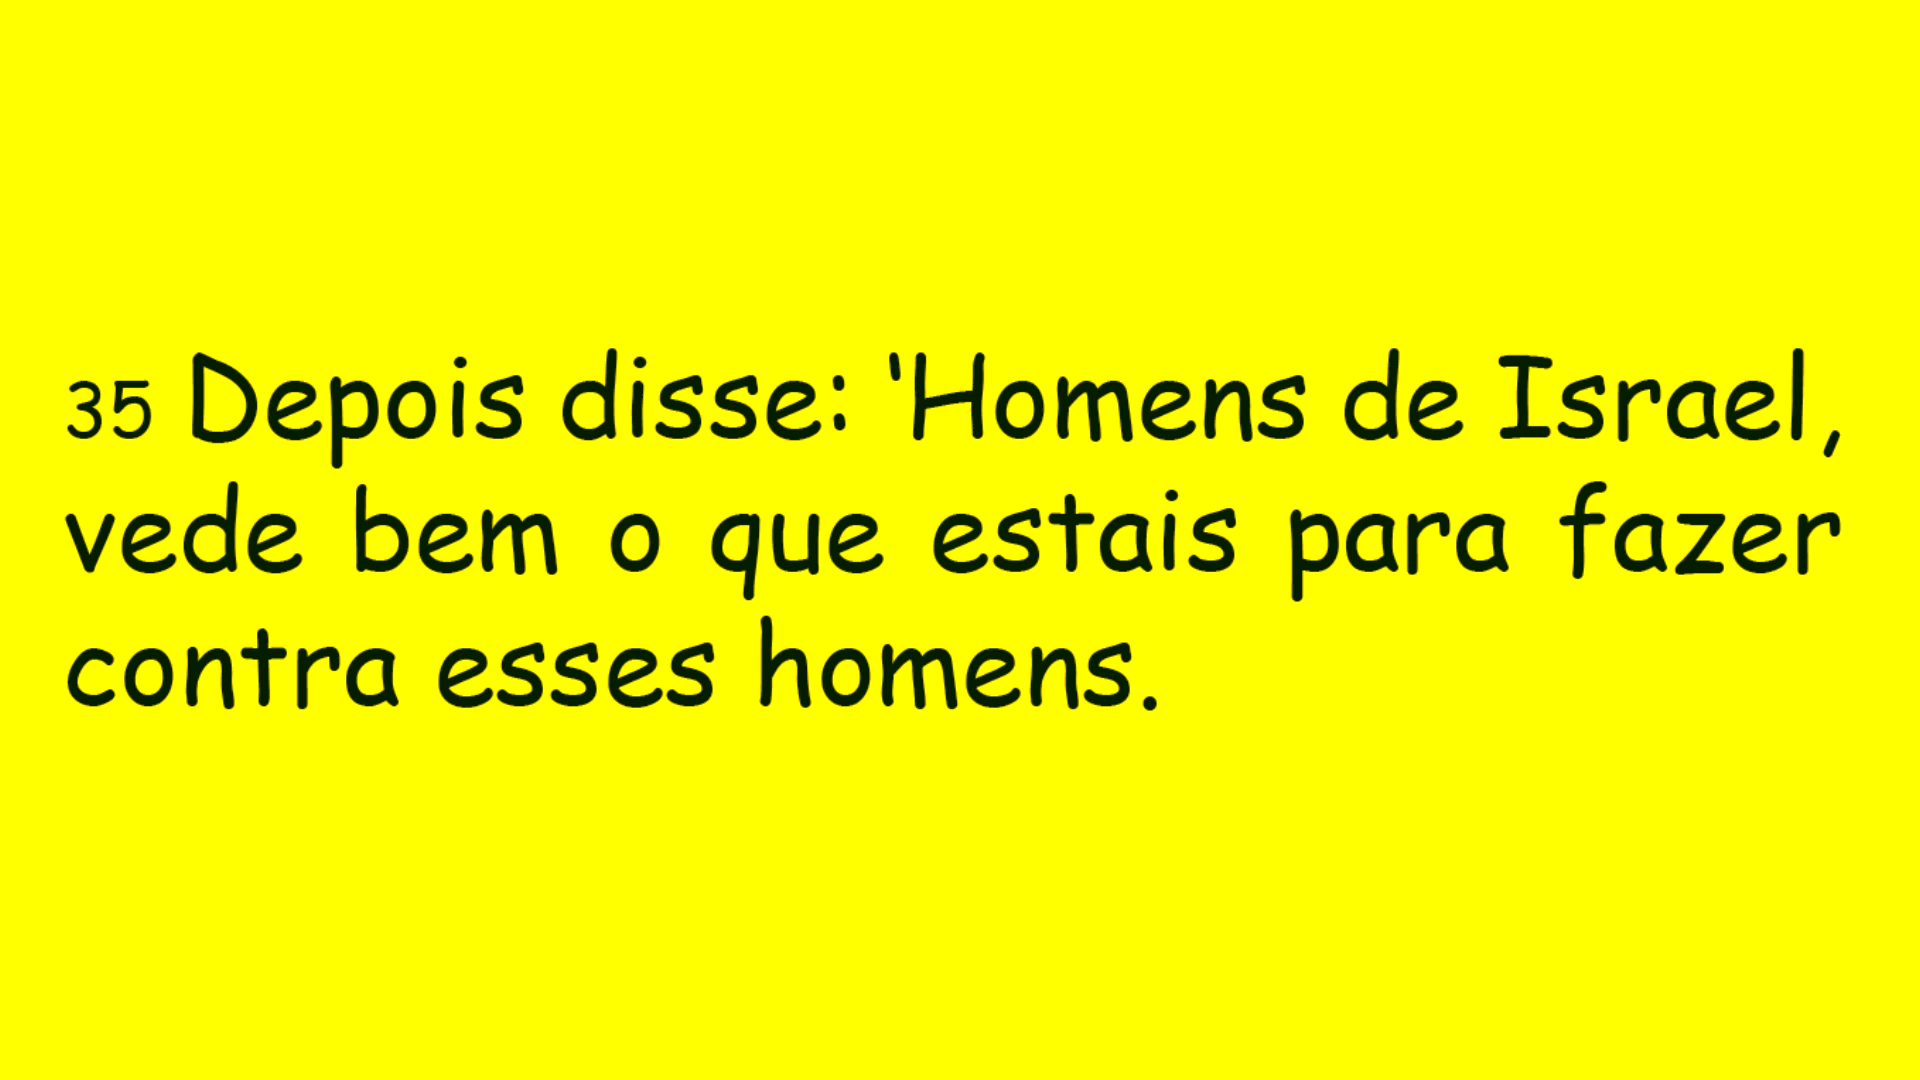 35 Depois disse: ‘Homens de Israel,
vede bem o que estais para fazer
contra esses homens.